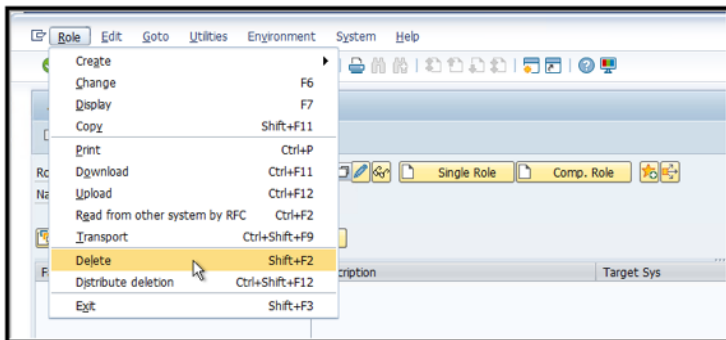 Role Edit Goto Utilities Environment System Help
Create
Change F6
Display F7
Copy Shift+F11
Print Ctrl+P
Download Ctrl+F11
Upload Ctrl+F12
Read from other system by RFC Ctrl+F2
Transport Ctrl+Shift+F9
Delete Shift+F2
Distribute deletion Ctrl+Shift+F12
Exit Shift+F3
Ro Single Role Comp. Role
Na
F cription Target Sys